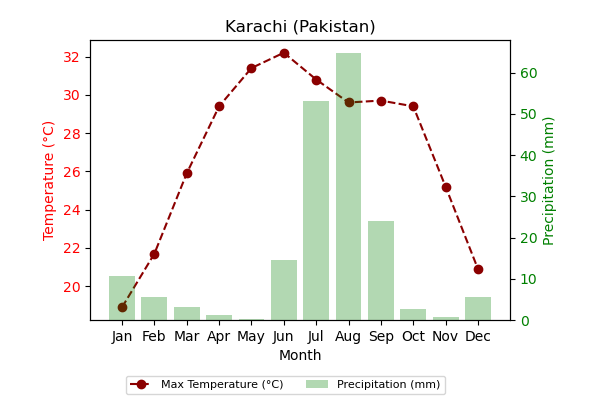 Karachi (Pakistan)
Temperature (°C)
32
30
28
26
24
22
20
60
50
40
30
20
10
0
Precipitation (mm)
Jan Feb Mar Apr May Jun Jul Aug Sep Oct Nov Dec
Month
Max Temperature (°C) Precipitation (mm)